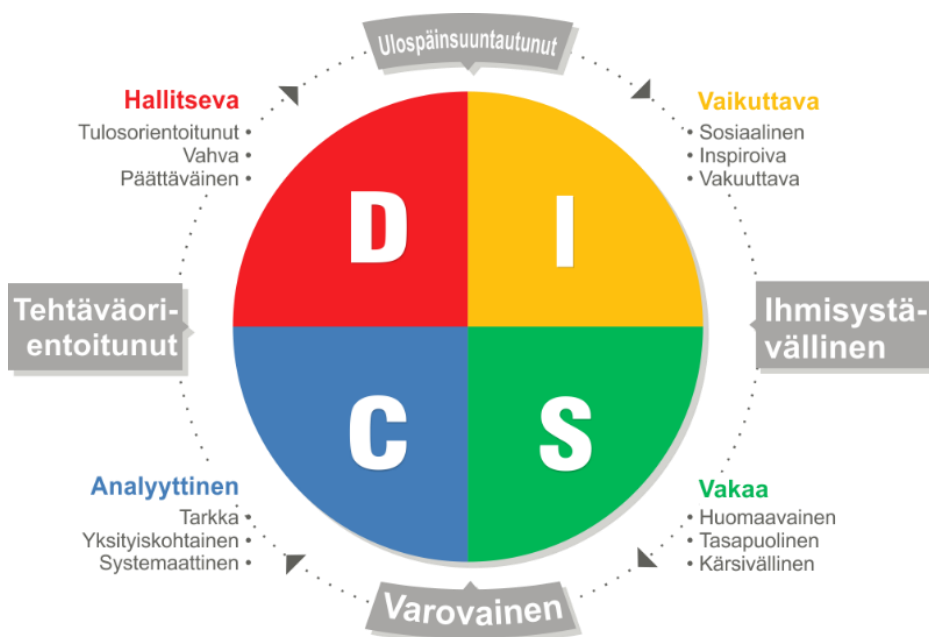 Ulospäinsuuntautunut
Hallitseva
Tulosorientoitunut •
Vahva •
Päättäväinen •
Vaikuttava
• Sosiaalinen
• Inspiroiva
• Vakuuttava
D
I
Tehtäväori-
entoitunut
Ihmisystä-
vällinen
C
S
Analyyttinen
Tarkka •
Yksityiskohtainen •
Systemaattinen •
Vakaa
• Huomaavainen
• Tasapuolinen
• Kärsivällinen
Varovainen